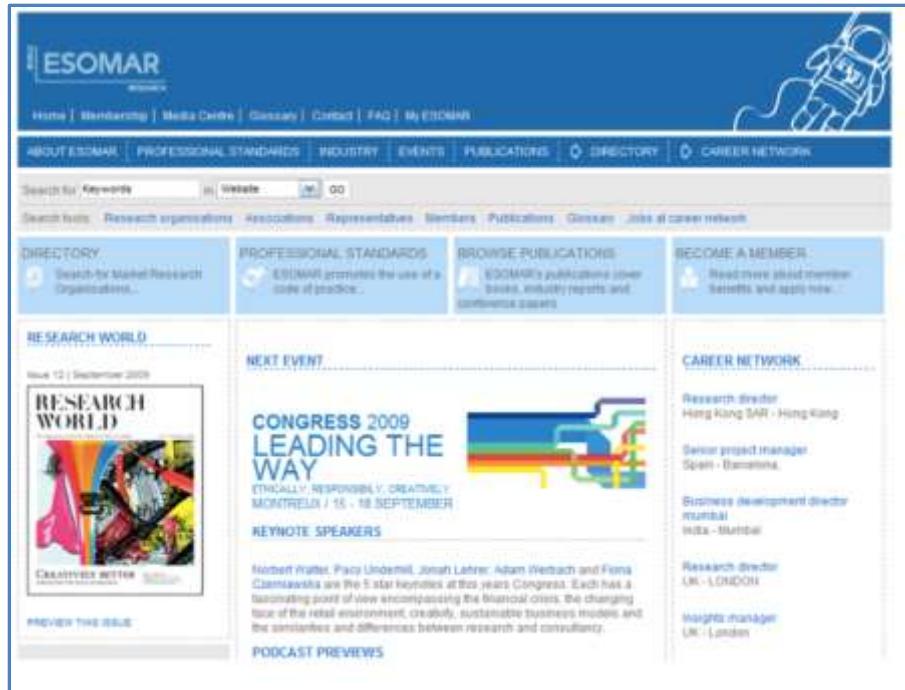 WORLD
ESOMAR
RESEARCH
Home | Membership | Media Centre | Glossary | Contact | FAQ | My ESOMAR
ABOUT ESOMAR PROFESSIONAL STANDARDS INDUSTRY EVENTS PUBLICATIONS DIRECTORY CAREER NETWORK
Search for Keywords in Website GO
Search tools: Research organisations Associations Representatives Members Publications Glossary Jobs at career network
DIRECTORY
Search for Market Research
Organisations...
PROFESSIONAL STANDARDS
ESOMAR promotes the use of a
code of practice...
BROWSE PUBLICATIONS
ESOMAR's publications cover
books, industry reports and
conference papers
BECOME A MEMBER
Read more about member
benefits and apply now...
RESEARCH WORLD
Issue 12 | September 2009
RESEARCH
WORLD
CREATIVELY BETTER
PREVIEW THIS ISSUE
NEXT EVENT
CONGRESS 2009
LEADING THE
WAY
ETHICALLY, RESPONSIBLY, CREATIVELY
MONTREUX / 15 - 18 SEPTEMBER
KEYNOTE SPEAKERS
Norbert Walter, Paco Underhill, Jonah Lehrer, Adam Werbach and Fiona
Czerniawska are the 5 star keynotes at this years Congress. Each has a
fascinating point of view encompassing the financial crisis, the changing
face of the retail environment, creativity, sustainable business models and
the similarities and differences between research and consultancy.
PODCAST PREVIEWS
CAREER NETWORK
Research director
Hong Kong SAR - Hong Kong
Senior project manager
Spain - Barcelona,
Business development director
mumbai
India - Mumbai
Research director
UK - LONDON
Insights manager
UK - London